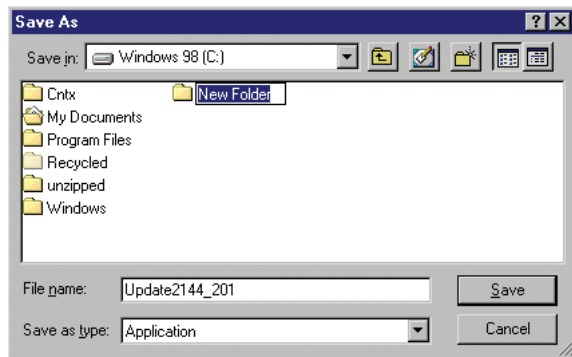 Save As
Save in: Windows 98 (C:)
Cntx
My Documents
Program Files
Recycled
unzipped
Windows
New Folder
File name: Update2144_201
Save
Save as type: Application
Cancel